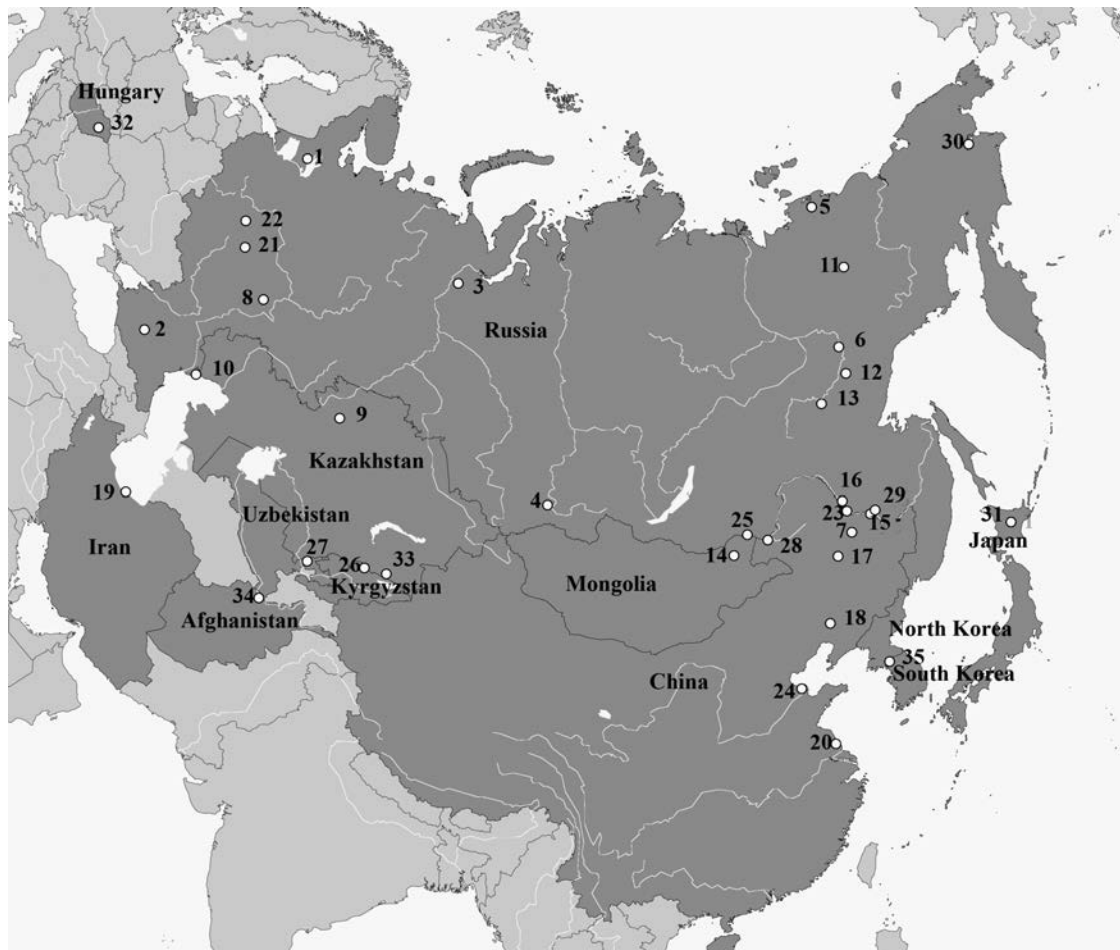 Hungary
32
1
30
5
22
21
11
3
8
Russia
2
6
10
12
13
9
Kazakhstan
16
29
4
23
15
31
19
Uzbekistan
7
Japan
25
28
Iran
27
14
17
26
33
Mongolia
Kyrgyzstan
34
Afghanistan
18
North Korea
35
China
South Korea
24
20